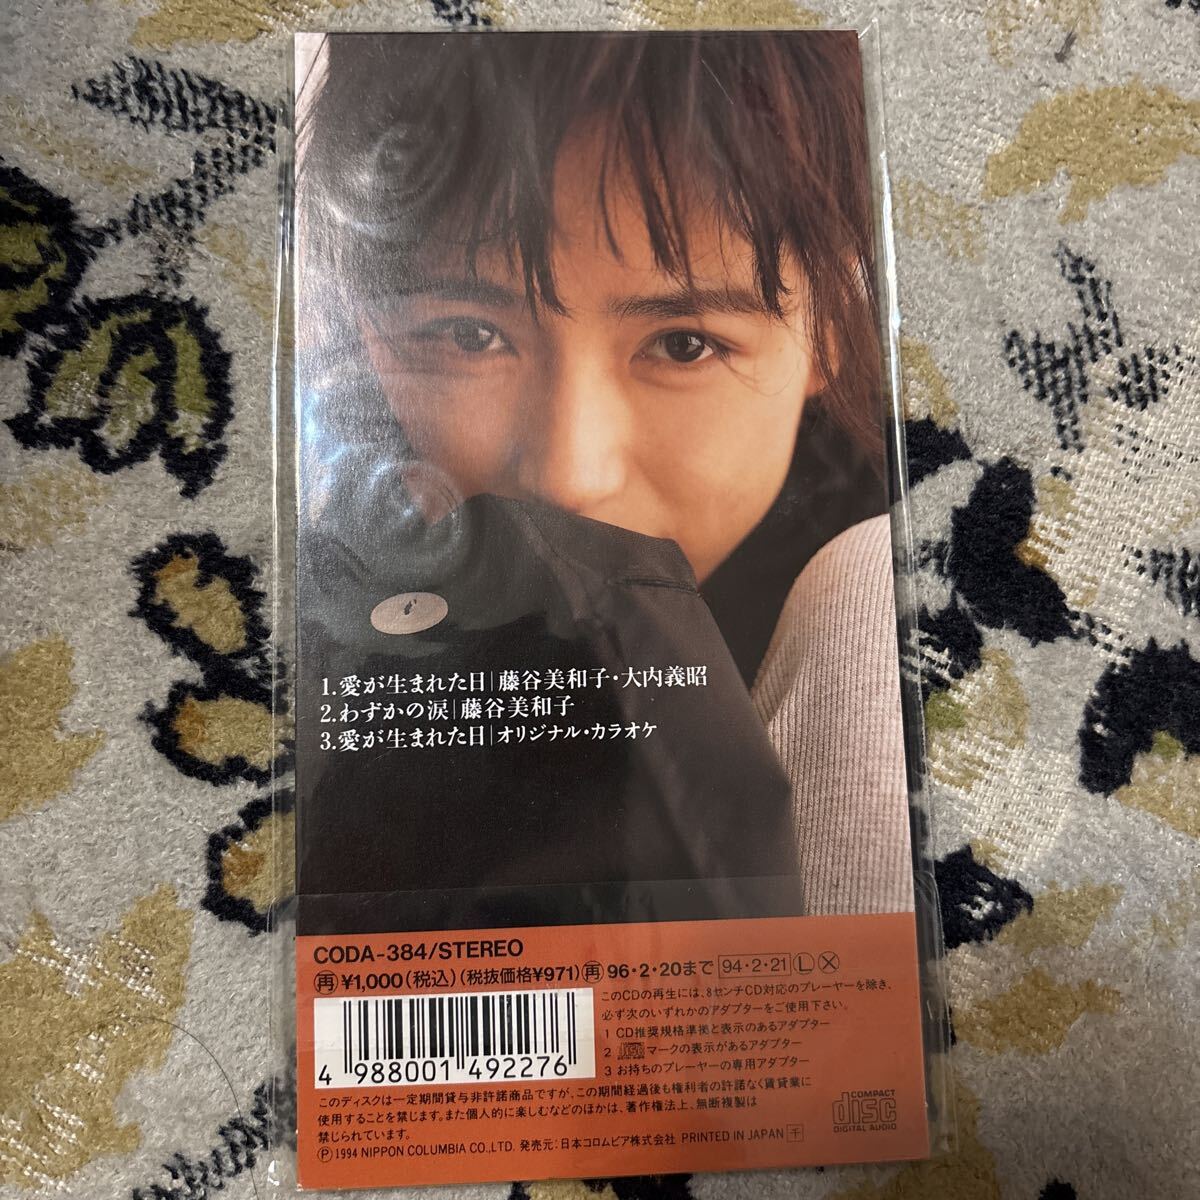 1.愛が生まれた日|藤谷美和子・大内義昭
2.わずかの涙|藤谷美和子
3.愛が生まれた日|オリジナル・カラオケ
CODA-384/STEREO
再 ¥1,000(税込)(税抜価格¥971) 再 96・2・20まで 94・2・21 L X
このCDの再生には、8センチCD対応のプレーヤーを除き、
必ず次のいずれかのアダプターをご使用下さい。
1 CD推奨規格準拠と表示のあるアダプター
2 disc マークの表示があるアダプター
3 お持ちのプレーヤーの専用アダプター
4 988001 492276
このディスクは一定期間貸与非許諾商品ですが、この期間経過後も権利者の許諾なく賃貸業に
使用することを禁じます。また個人的に楽しむなどのほかは、著作権法上、無断複製は
禁じられています。
Ⓟ 1994 NIPPON COLUMBIA CO.,LTD. 発売元:日本コロムビア株式会社 PRINTED IN JAPAN 千
COMPACT
disc
DIGITAL AUDIO